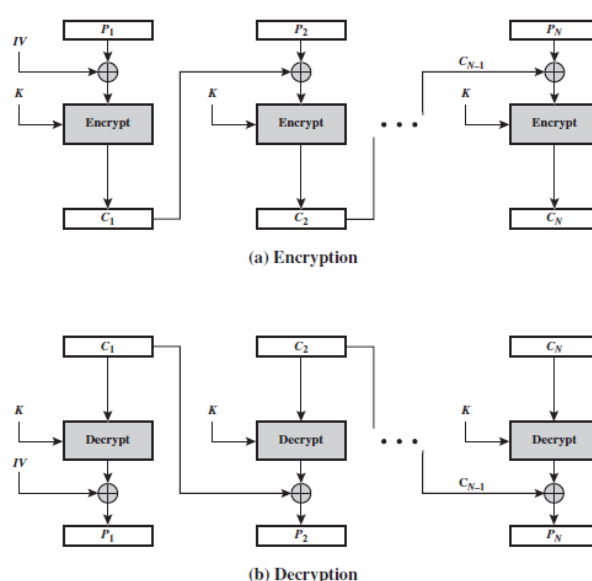 P1 P2 PN
IV
CN–1
K K K
Encrypt Encrypt Encrypt
C1 C2 CN
(a) Encryption
C1 C2 CN
K K K
Decrypt Decrypt Decrypt
IV
CN–1
P1 P2 PN
(b) Decryption